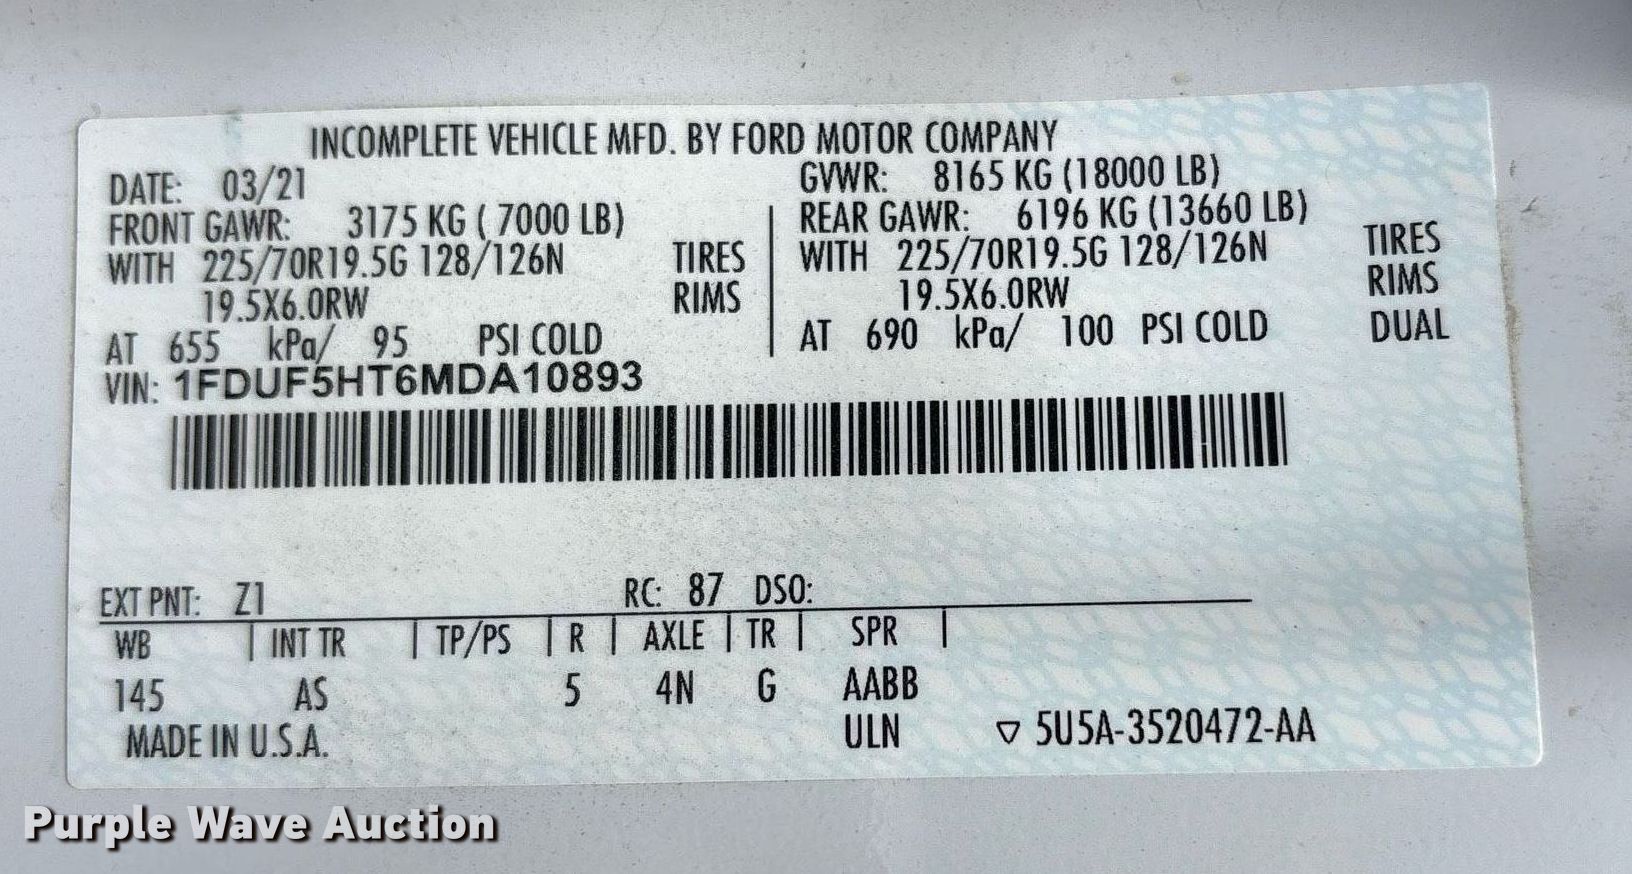 INCOMPLETE VEHICLE MFD. BY FORD MOTOR COMPANY
DATE: 03/21 GVWR: 8165 KG (18000 LB)
FRONT GAWR: 3175 KG ( 7000 LB) REAR GAWR: 6196 KG (13660 LB)
WITH 225/70R19.5G 128/126N TIRES WITH 225/70R19.5G 128/126N TIRES
19.5X6.0RW RIMS 19.5X6.0RW RIMS
AT 655 kPa/ 95 PSI COLD AT 690 kPa/ 100 PSI COLD DUAL
VIN: 1FDUF5HT6MDA10893
EXT PNT: Z1 RC: 87 DSO:
WB | INT TR | TP/PS | R | AXLE | TR | SPR |
145 AS 5 4N G AABB
MADE IN U.S.A. ULN ▽ 5U5A-3520472-AA
Purple Wave Auction